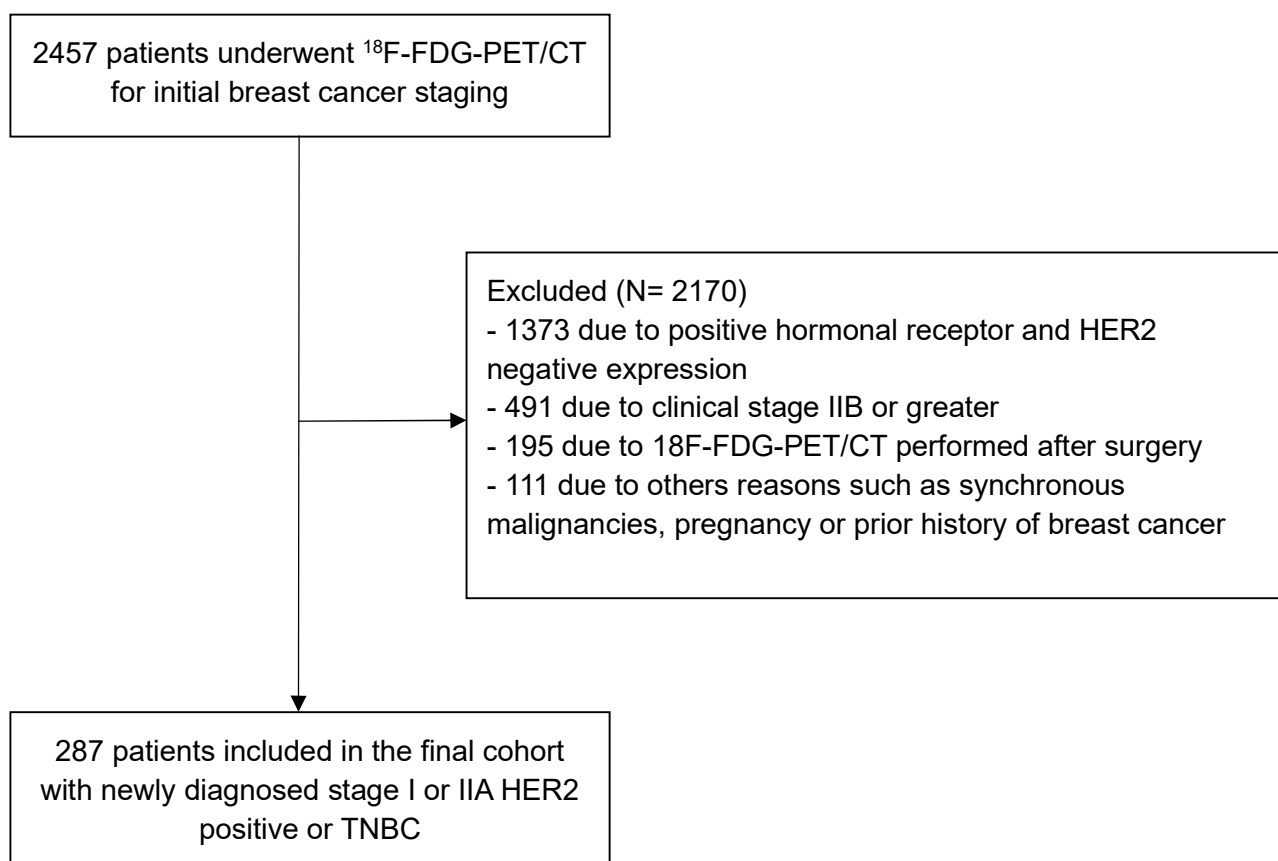 2457 patients underwent ¹⁸F-FDG-PET/CT
for initial breast cancer staging
Excluded (N= 2170)
- 1373 due to positive hormonal receptor and HER2
negative expression
- 491 due to clinical stage IIB or greater
- 195 due to 18F-FDG-PET/CT performed after surgery
- 111 due to others reasons such as synchronous
malignancies, pregnancy or prior history of breast cancer
287 patients included in the final cohort
with newly diagnosed stage I or IIA HER2
positive or TNBC